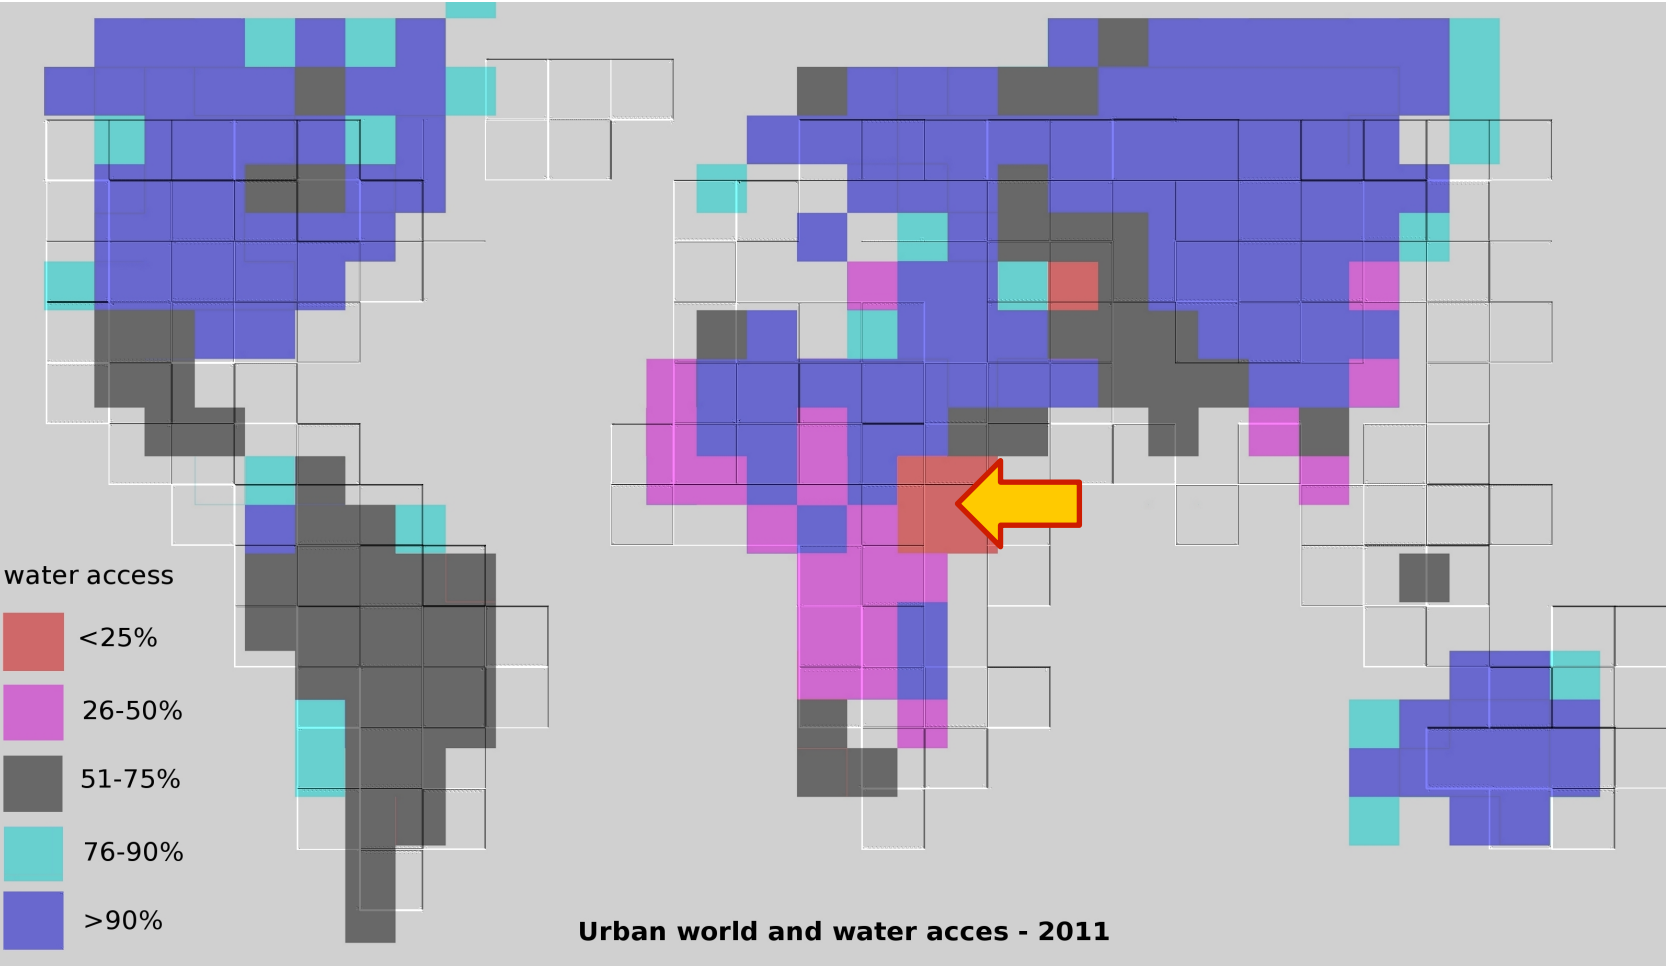 water access
<25%
26-50%
51-75%
76-90%
>90%
Urban world and water acces - 2011